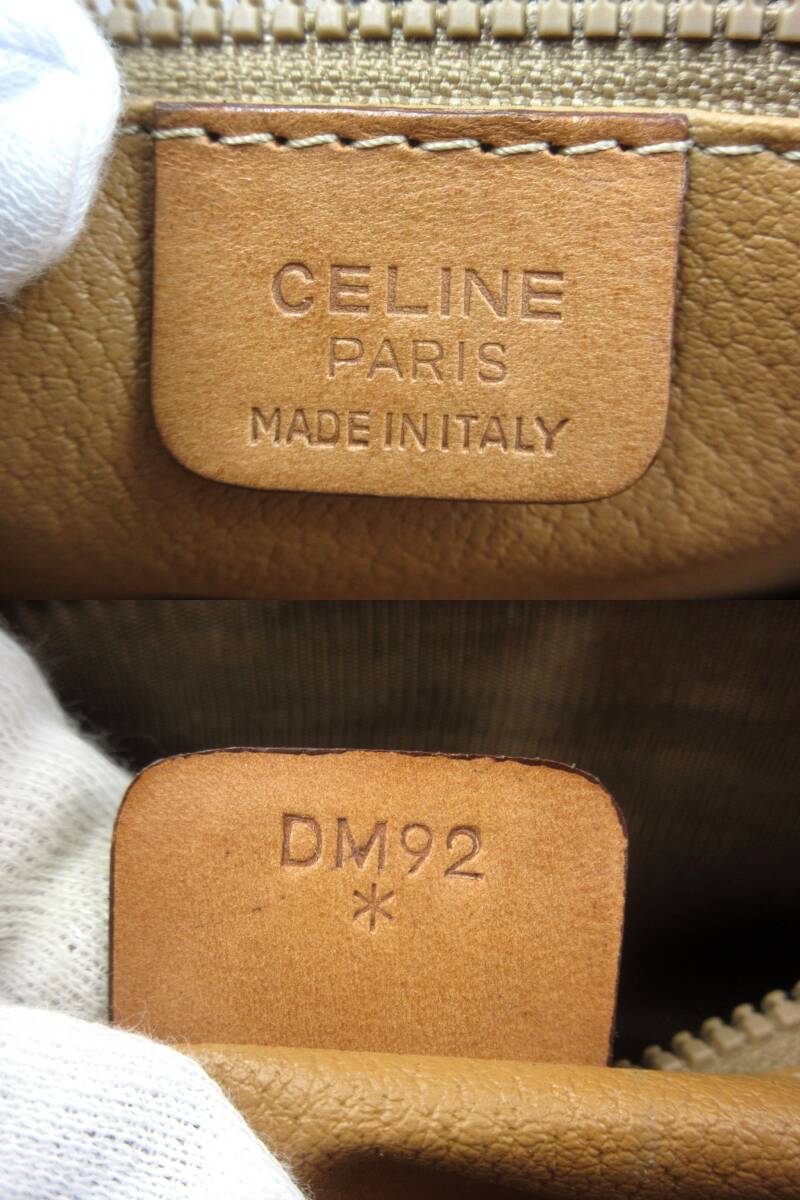 CELINE
PARIS
MADE IN ITALY
DM92
*